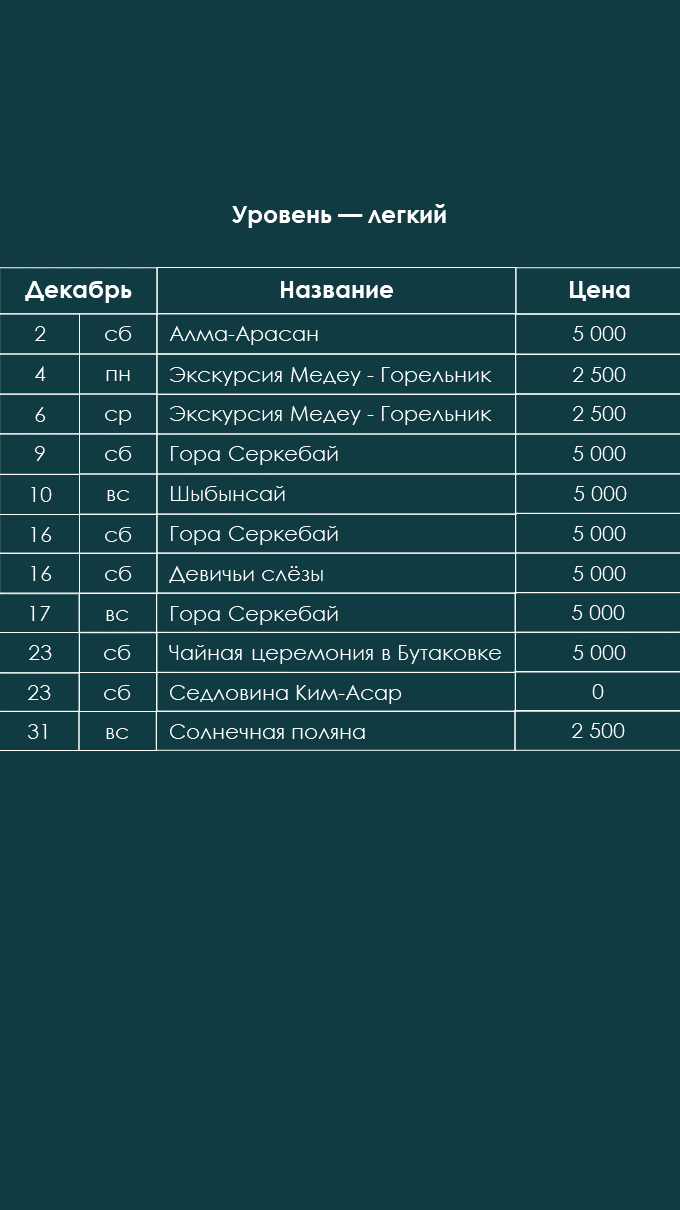 Уровень — легкий
Декабрь Название Цена
2 сб Алма-Арасан 5 000
4 пн Экскурсия Медеу - Горельник 2 500
6 ср Экскурсия Медеу - Горельник 2 500
9 сб Гора Серкебай 5 000
10 вс Шыбынсай 5 000
16 сб Гора Серкебай 5 000
16 сб Девичьи слёзы 5 000
17 вс Гора Серкебай 5 000
23 сб Чайная церемония в Бутаковке 5 000
23 сб Седловина Ким-Асар 0
31 вс Солнечная поляна 2 500